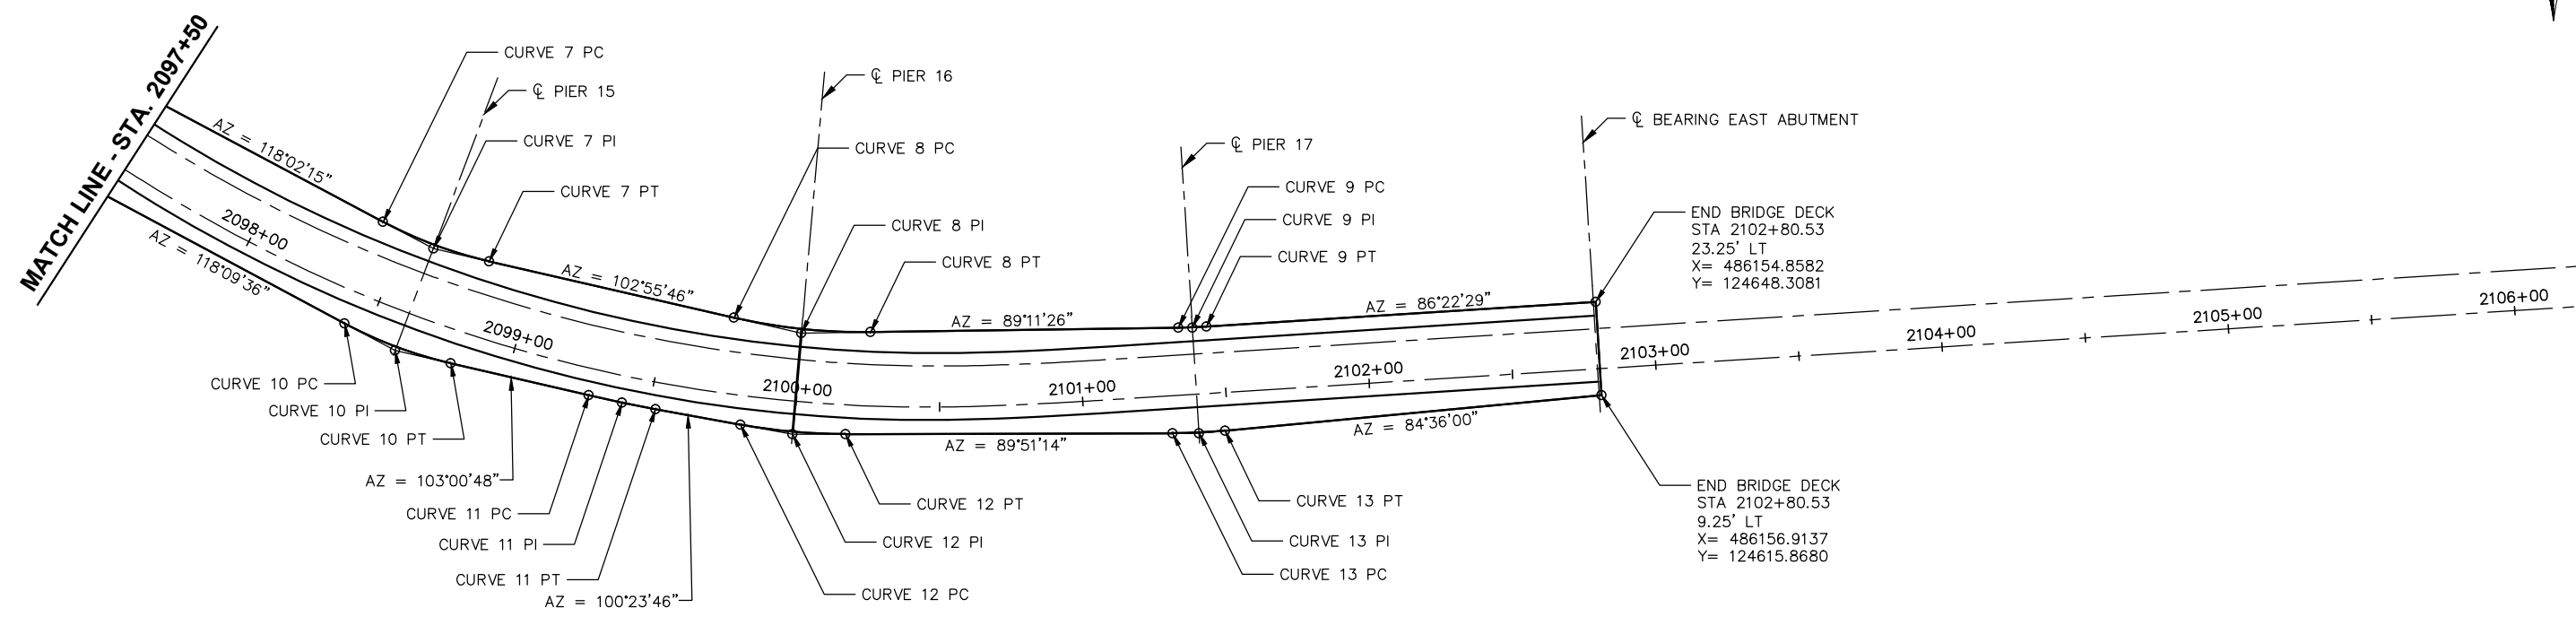 MATCH LINE - STA. 2097+50
AZ = 118°02'15"
CURVE 7 PC
℄ PIER 15
CURVE 7 PI
CURVE 7 PT
℄ PIER 16
CURVE 8 PC
CURVE 8 PI
CURVE 8 PT
℄ PIER 17
CURVE 9 PC
CURVE 9 PI
CURVE 9 PT
℄ BEARING EAST ABUTMENT
END BRIDGE DECK
STA 2102+80.53
23.25' LT
X= 486154.8582
Y= 124648.3081
AZ = 102°55'46"
AZ = 89°11'26"
AZ = 86°22'29"
2098+00
2099+00
2100+00
2101+00
2102+00
2103+00
2104+00
2105+00
2106+00
AZ = 118°09'36"
CURVE 10 PC
CURVE 10 PI
CURVE 10 PT
AZ = 103°00'48"
CURVE 11 PC
CURVE 11 PI
CURVE 11 PT
AZ = 100°23'46"
CURVE 12 PC
CURVE 12 PI
CURVE 12 PT
AZ = 89°51'14"
CURVE 13 PT
CURVE 13 PI
CURVE 13 PC
AZ = 84°36'00"
END BRIDGE DECK
STA 2102+80.53
9.25' LT
X= 486156.9137
Y= 124615.8680